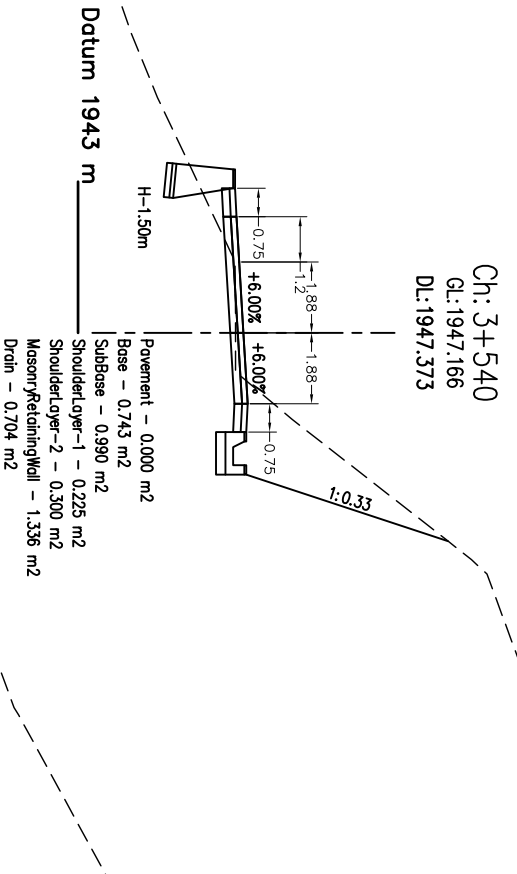 Ch: 3+540
GL:1947.166
DL:1947.373
1.88
1.88
1.2
0.75
0.75
+6.00%
+6.00%
1:0.33
H-1.50m
Datum 1943 m
Pavement - 0.000 m2
Base - 0.743 m2
SubBase - 0.990 m2
ShoulderLayer-1 - 0.225 m2
ShoulderLayer-2 - 0.300 m2
MasonryRetainingWall - 1.336 m2
Drain - 0.704 m2